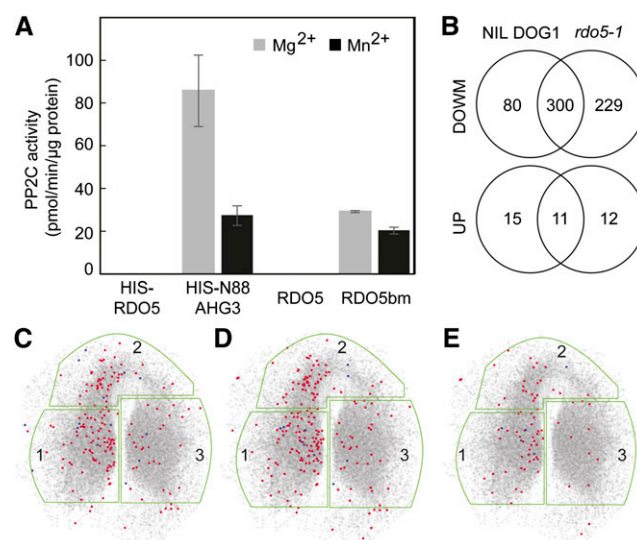 A
PP2C activity
(pmol/min/µg protein)
100
80
60
40
20
0
Mg2+
Mn2+
HIS-
RDO5
HIS-N88
AHG3
RDO5
RDO5bm
B
NIL DOG1
rdo5-1
DOWM
80
300
229
UP
15
11
12
C
2
1
3
D
2
1
3
E
2
1
3